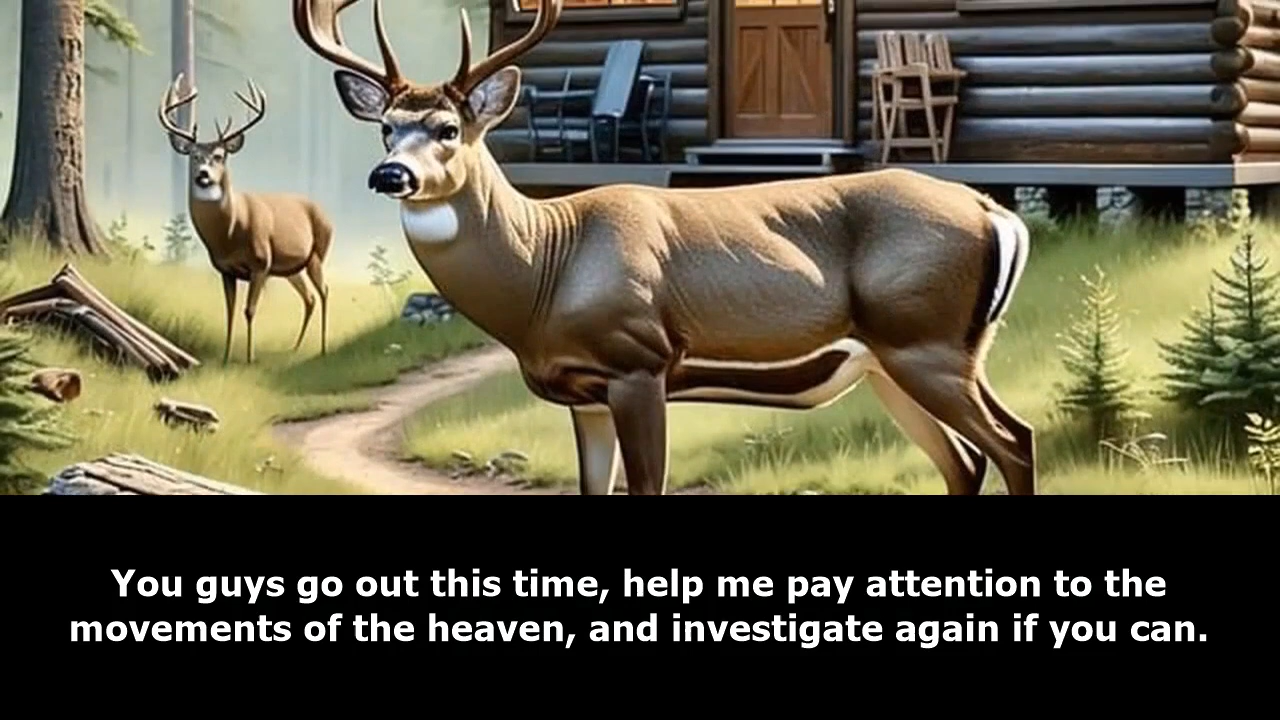 You guys go out this time, help me pay attention to the
movements of the heaven, and investigate again if you can.